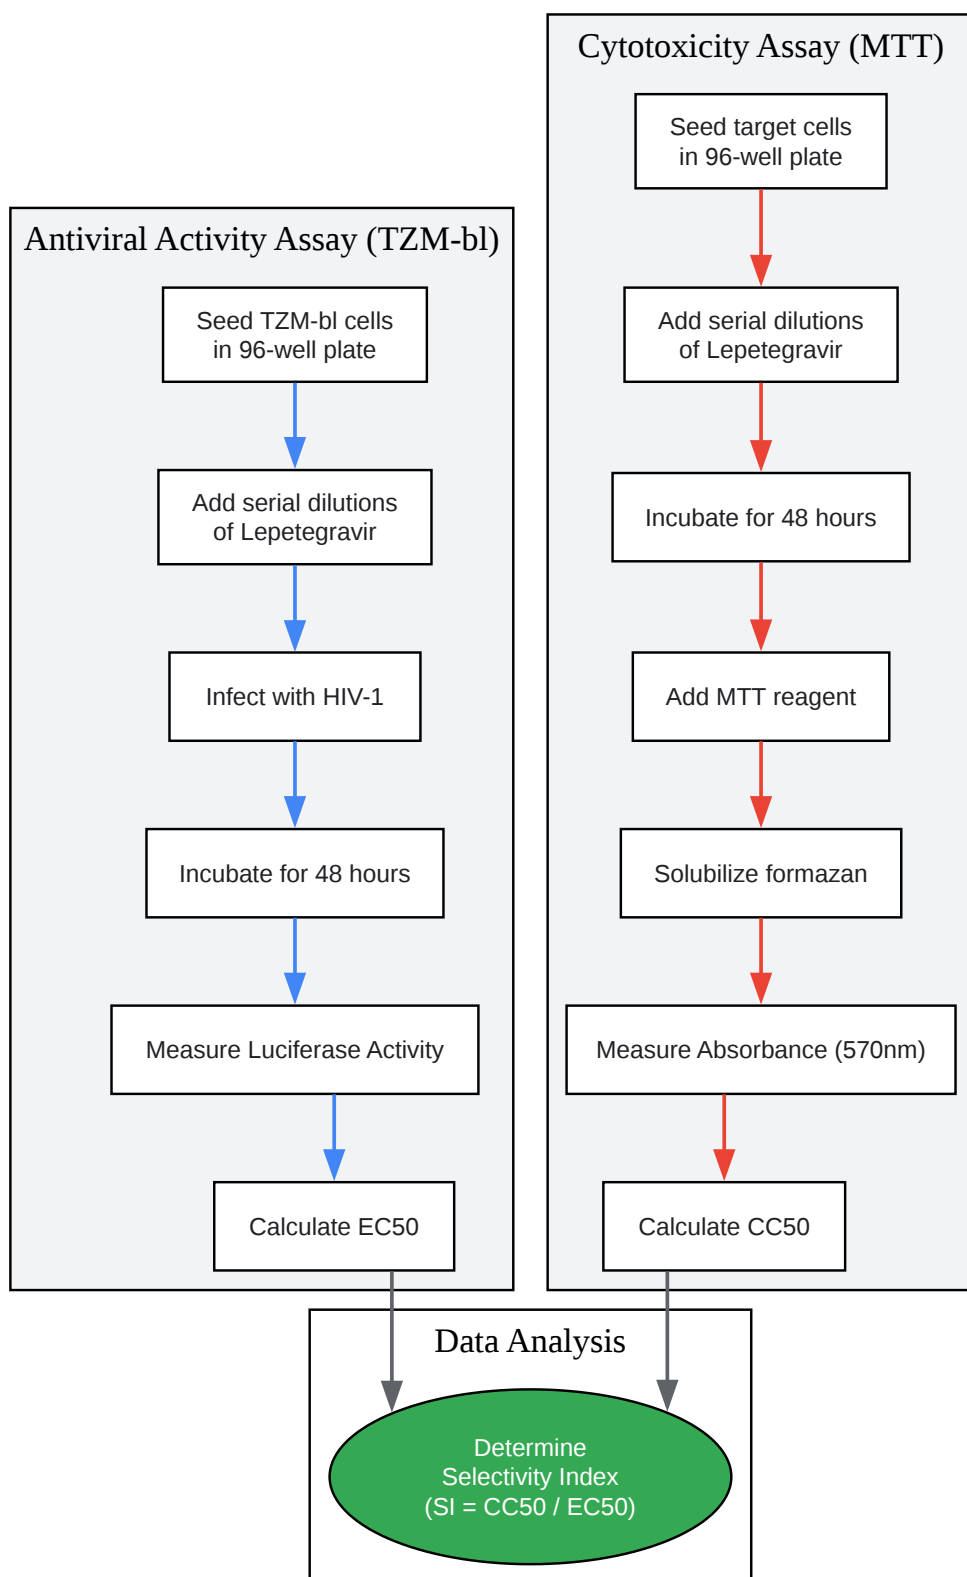 Antiviral Activity Assay (TZM-bl)
Seed TZM-bl cells
in 96-well plate
Add serial dilutions
of Lepetegravir
Infect with HIV-1
Incubate for 48 hours
Measure Luciferase Activity
Calculate EC50
Cytotoxicity Assay (MTT)
Seed target cells
in 96-well plate
Add serial dilutions
of Lepetegravir
Incubate for 48 hours
Add MTT reagent
Solubilize formazan
Measure Absorbance (570nm)
Calculate CC50
Data Analysis
Determine
Selectivity Index
(SI = CC50 / EC50)